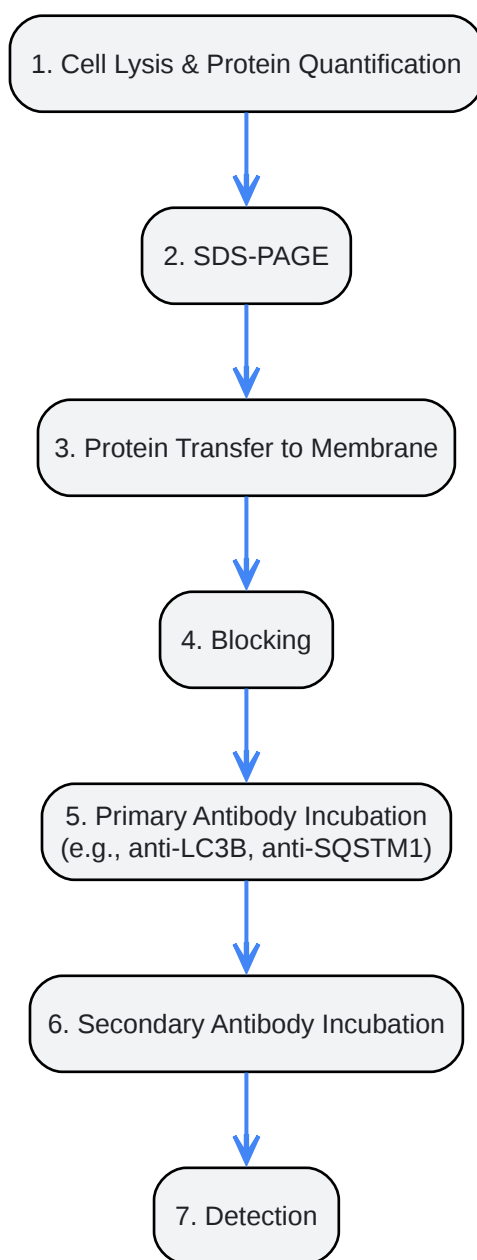 1. Cell Lysis & Protein Quantification
2. SDS-PAGE
3. Protein Transfer to Membrane
4. Blocking
5. Primary Antibody Incubation
(e.g., anti-LC3B, anti-SQSTM1)
6. Secondary Antibody Incubation
7. Detection